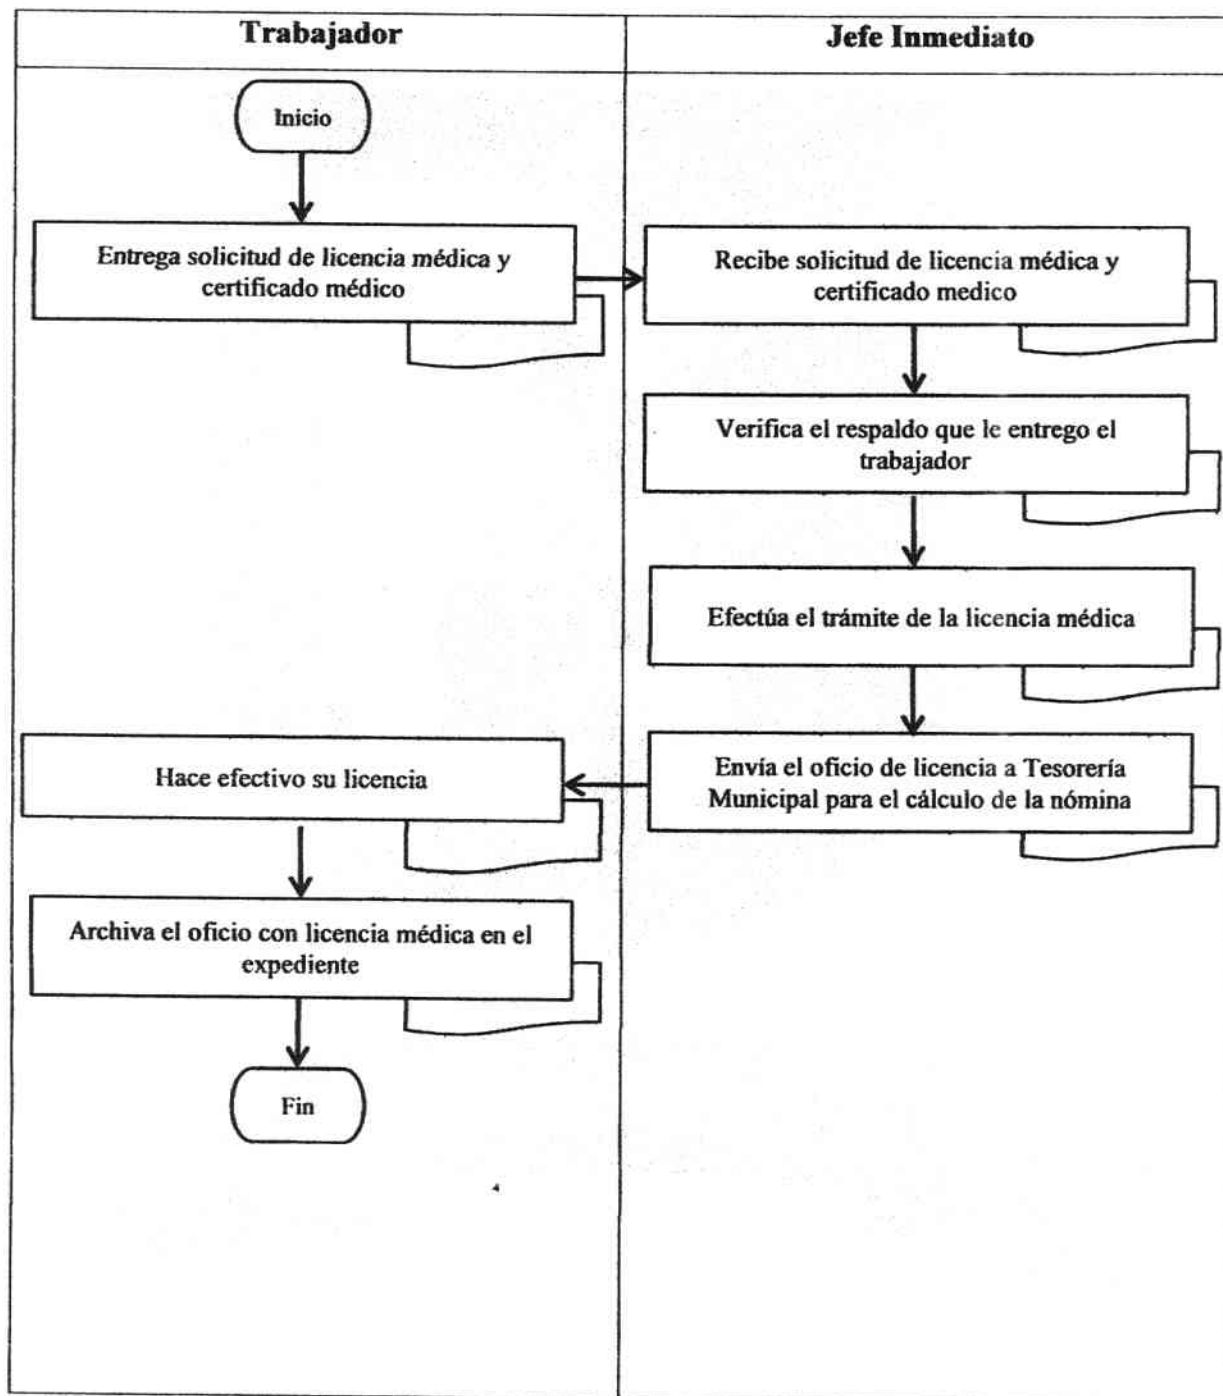 Trabajador
Jefe Inmediato
Inicio
Entrega solicitud de licencia médica y
certificado médico
Recibe solicitud de licencia médica y
certificado medico
Verifica el respaldo que le entrego el
trabajador
Efectúa el trámite de la licencia médica
Envía el oficio de licencia a Tesorería
Municipal para el cálculo de la nómina
Hace efectivo su licencia
Archiva el oficio con licencia médica en el
expediente
Fin